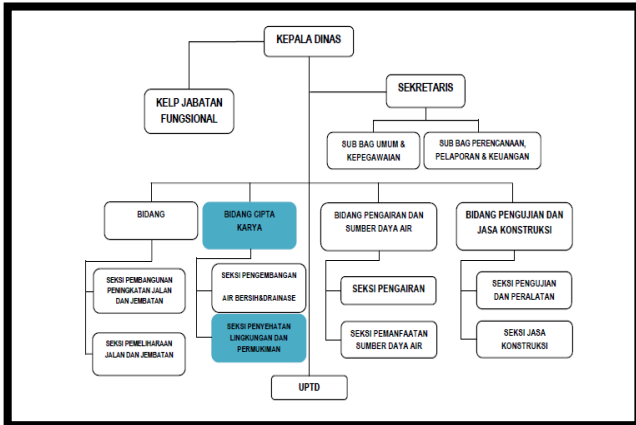 KEPALA DINAS
KELP JABATAN
FUNGSIONAL
SEKRETARIS
SUB BAG UMUM &
KEPEGAWAIAN
SUB BAG PERENCANAAN,
PELAPORAN & KEUANGAN
BIDANG
BIDANG CIPTA
KARYA
BIDANG PENGAIRAN DAN
SUMBER DAYA AIR
BIDANG PENGUJIAN DAN
JASA KONSTRUKSI
SEKSI PEMBANGUNAN
PENINGKATAN JALAN
DAN JEMBATAN
SEKSI PENGEMBANGAN
AIR BERSIH&DRAINASE
SEKSI PENGAIRAN
SEKSI PENGUJIAN
DAN PERALATAN
SEKSI PEMELIHARAAN
JALAN DAN JEMBATAN
SEKSI PENYEHATAN
LINGKUNGAN DAN
PERMUKIMAN
SEKSI PEMANFAATAN
SUMBER DAYA AIR
SEKSI JASA
KONSTRUKSI
UPTD